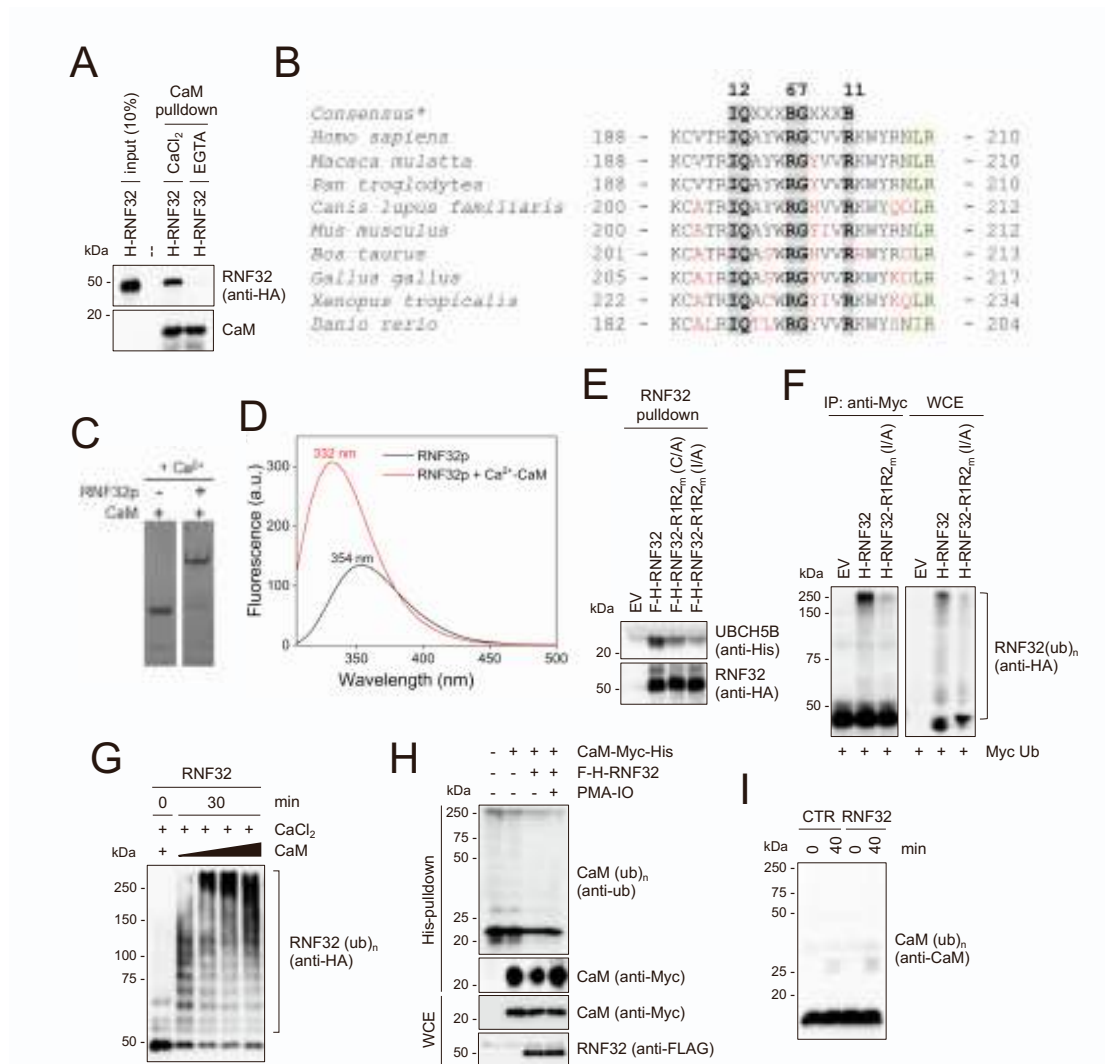 A
input (10%)
CaM
pulldown
CaCl2
EGTA
H-RNF32
--
H-RNF32
H-RNF32
kDa
50 -
RNF32
(anti-HA)
20 -
CaM
B
12 67 11
Consensus* IQXXXRGXXXR
Homo sapiens 188 - KCVTRIQAYWRGCVVRKWYRNLR - 210
Macaca mulatta 188 - KCVTRIQAYWRGYVVRKWYRNLR - 210
Pan troglodytes 188 - KCVTRIQAYWRGYVVRKWYRNLR - 210
Canis lupus familiaris 200 - - 212
Mus musculus 200 - - 212
Bos taurus 201 - - 213
Gallus gallus 205 - - 217
Xenopus tropicalis 222 - - 234
Danio rerio 182 - - 204
C
+ Ca2+
RNF32p - +
CaM + +
D
332 nm
RNF32p
RNF32p + Ca2+-CaM
354 nm
300
200
100
0
Fluorescence (a.u.)
350 400 450 500
Wavelength (nm)
E
RNF32
pulldown
EV
F-H-RNF32
F-H-RNF32-R1R2m (C/A)
F-H-RNF32-R1R2m (I/A)
kDa
20 -
UBCH5B
(anti-His)
50 -
RNF32
(anti-HA)
F
IP: anti-Myc WCE
EV
H-RNF32
H-RNF32-R1R2m (I/A)
EV
H-RNF32
H-RNF32-R1R2m (I/A)
kDa
250 -
150 -
75 -
50 -
RNF32(ub)n
(anti-HA)
+ + + + + + Myc Ub
G
RNF32
0 30 min
+ + + + + CaCl2
+ CaM
kDa
250 -
150 -
100 -
75 -
50 -
RNF32 (ub)n
(anti-HA)
H
- + + + CaM-Myc-His
- - + + F-H-RNF32
- - - + PMA-IO
kDa
His-pulldown
250 -
75 -
50 -
25 -
20 -
CaM (ub)n
(anti-ub)
20 -
CaM (anti-Myc)
WCE
20 -
CaM (anti-Myc)
50 -
RNF32 (anti-FLAG)
I
CTR RNF32
0 40 0 40 min
kDa
250 -
75 -
50 -
25 -
20 -
CaM (ub)n
(anti-CaM)